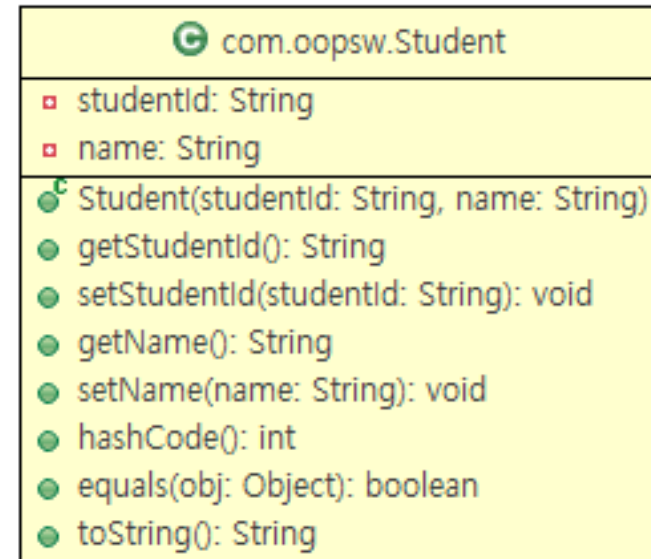 com.oopsw.Student
studentId: String
name: String
Student(studentId: String, name: String)
getStudentId(): String
setStudentId(studentId: String): void
getName(): String
setName(name: String): void
hashCode(): int
equals(obj: Object): boolean
toString(): String